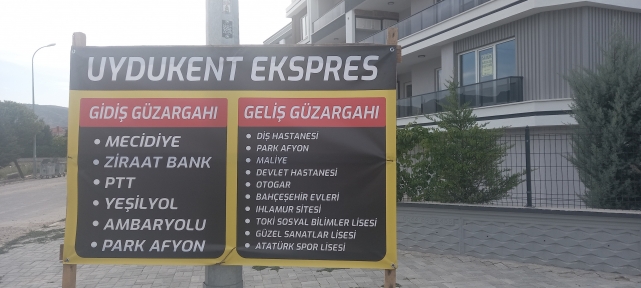 UYDUKENT EKSPRES
GİDİŞ GÜZARGAHI
• MECİDİYE
• ZİRAAT BANK
• PTT
• YEŞİLYOL
• AMBARYOLU
• PARK AFYON
GELİŞ GÜZARGAHI
• DİŞ HASTANESİ
• PARK AFYON
• MALİYE
• DEVLET HASTANESİ
• OTOGAR
• BAHÇEŞEHİR EVLERİ
• IHLAMUR SİTESİ
• TOKİ SOSYAL BİLİMLER LİSESİ
• GÜZEL SANATLAR LİSESİ
• ATATÜRK SPOR LİSESİ